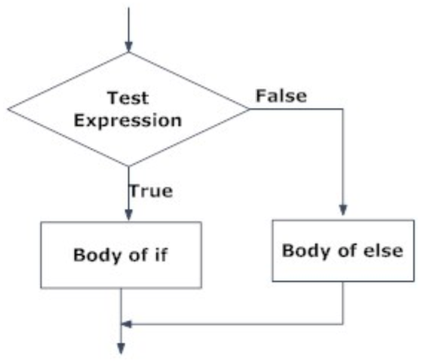 Test
Expression
False
True
Body of if
Body of else